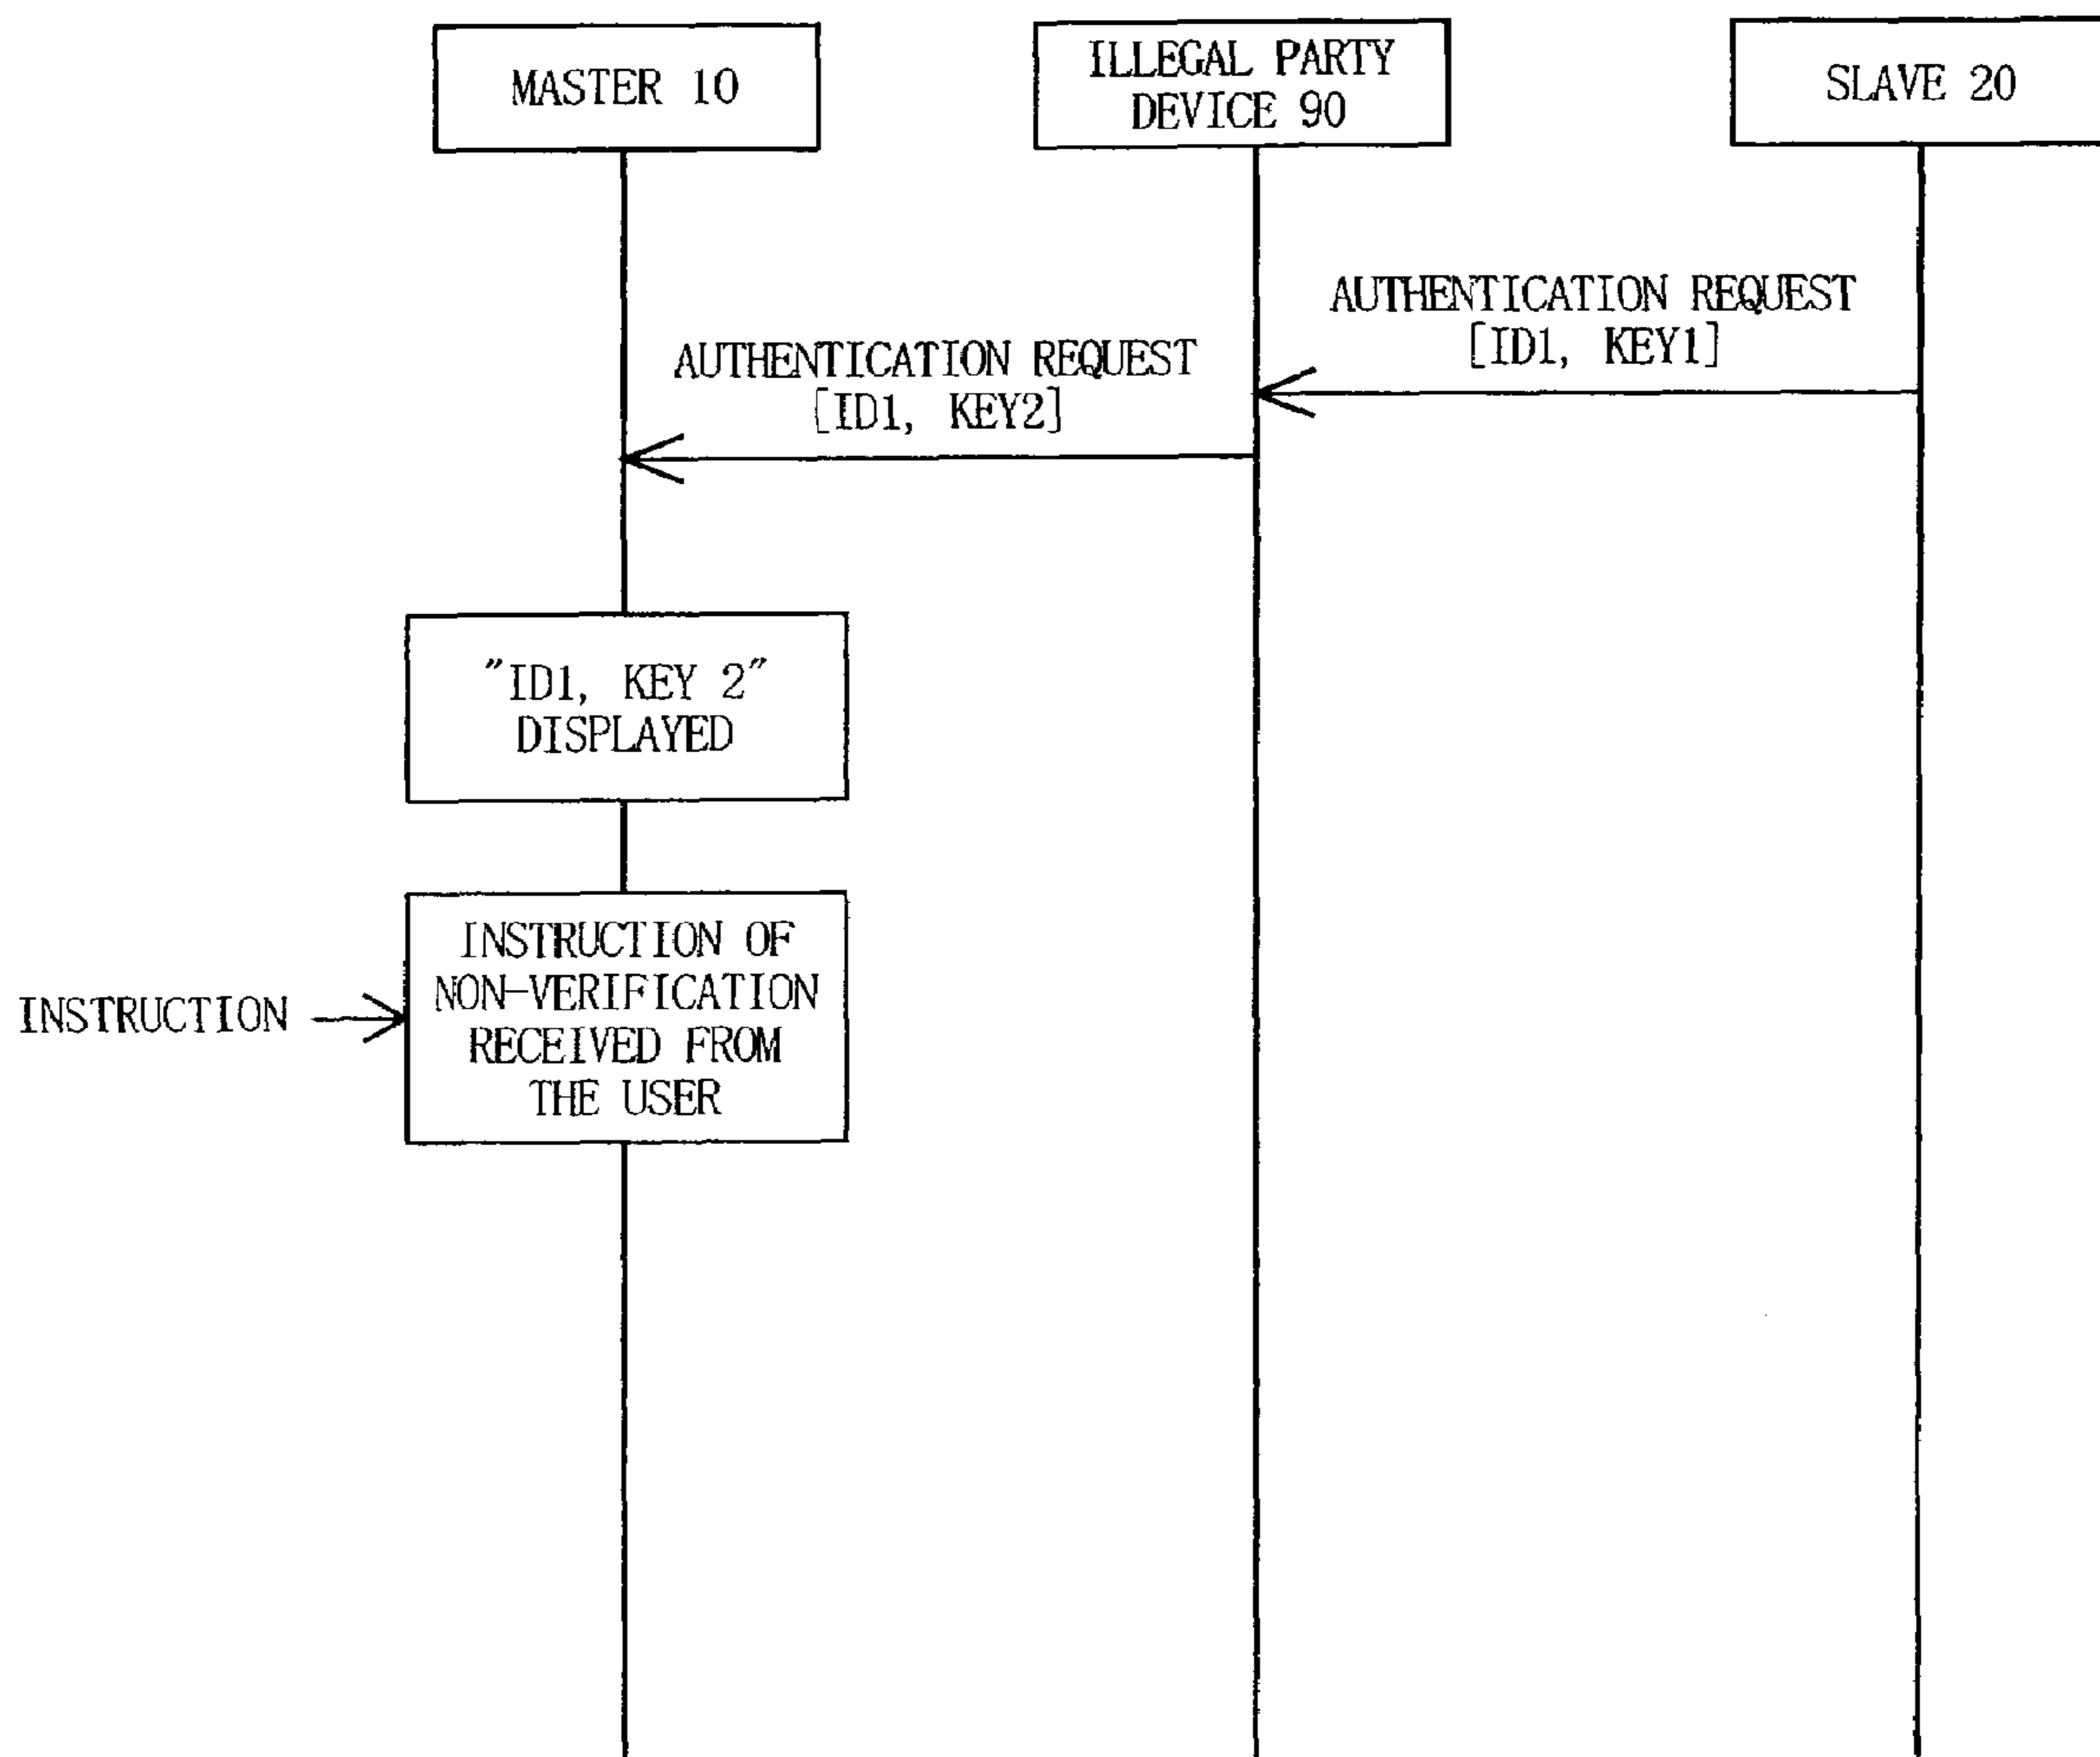 MASTER 10
ILLEGAL PARTY
DEVICE 90
SLAVE 20
AUTHENTICATION REQUEST
[ID1, KEY1]
AUTHENTICATION REQUEST
[ID1, KEY2]
"ID1, KEY 2"
DISPLAYED
INSTRUCTION
INSTRUCTION OF
NON-VERIFICATION
RECEIVED FROM
THE USER